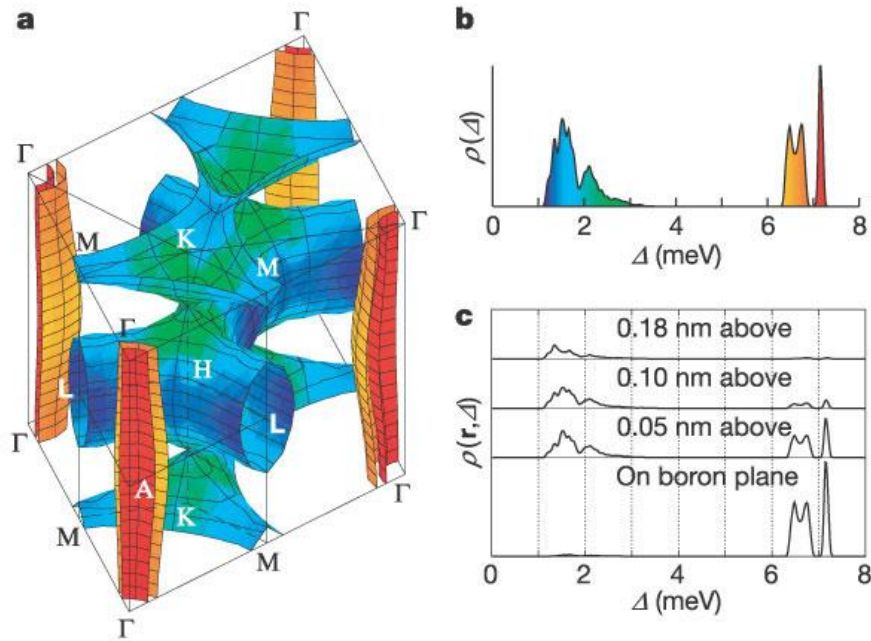 a
Γ
Γ
M
K
M
Γ
Γ
H
L
L
Γ
A
K
Γ
M
M
Γ
b
ρ(Δ)
0 2 4 6 8
Δ (meV)
c
0.18 nm above
0.10 nm above
0.05 nm above
On boron plane
ρ(r,Δ)
0 2 4 6 8
Δ (meV)